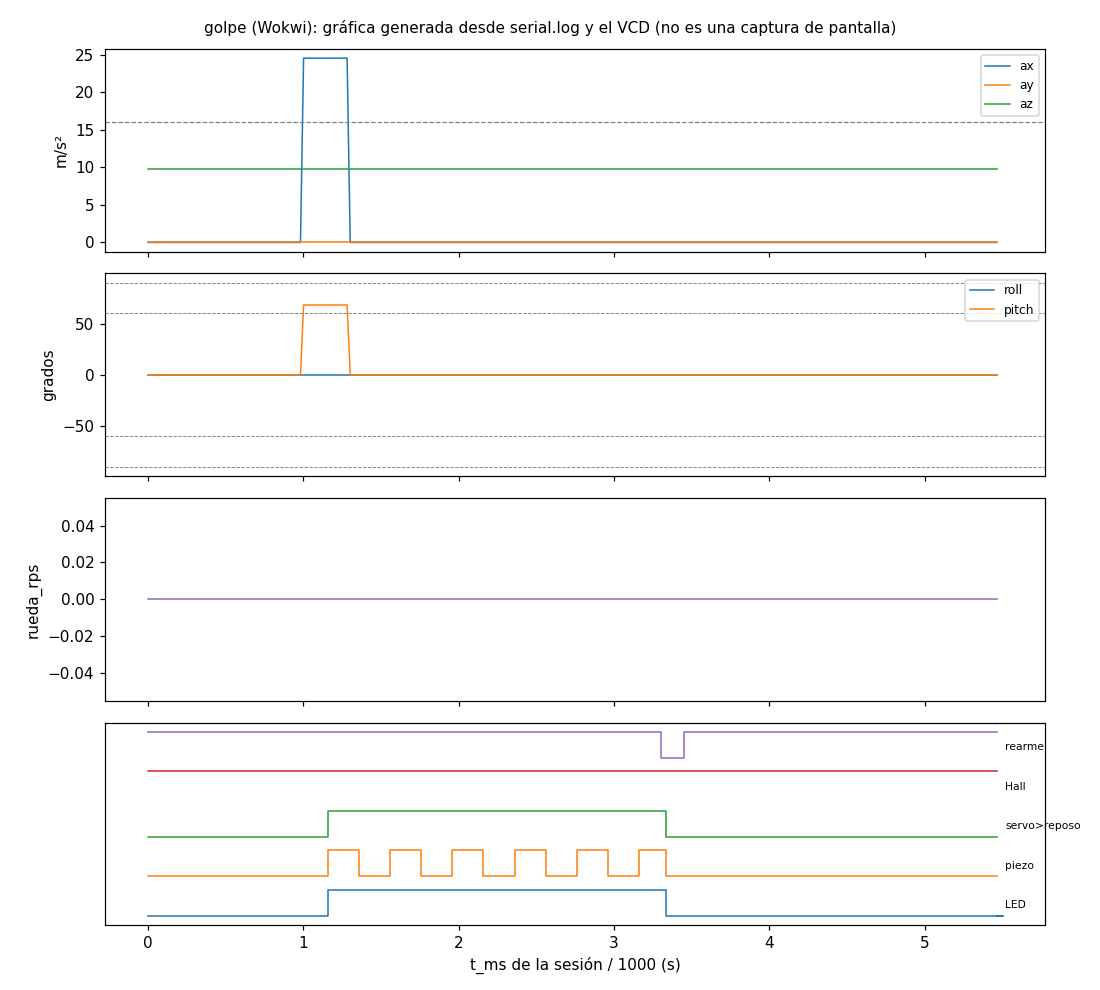 golpe (Wokwi): gráfica generada desde serial.log y el VCD (no es una captura de pantalla)
25
20
15
10
5
0
m/s²
ax
ay
az
50
0
−50
grados
roll
pitch
0.04
0.02
0.00
−0.02
−0.04
rueda_rps
rearme
Hall
servo>reposo
piezo
LED
0 1 2 3 4 5
t_ms de la sesión / 1000 (s)